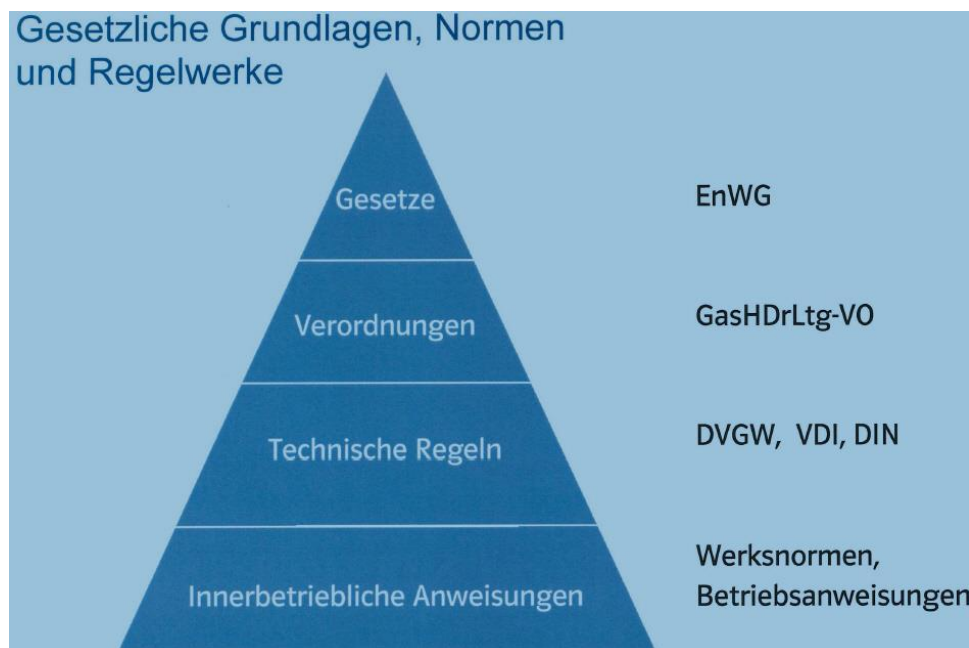 Gesetzliche Grundlagen, Normen
und Regelwerke
Gesetze
EnWG
Verordnungen
GasHDrLtg-VO
Technische Regeln
DVGW, VDI, DIN
Innerbetriebliche Anweisungen
Werksnormen,
Betriebsanweisungen